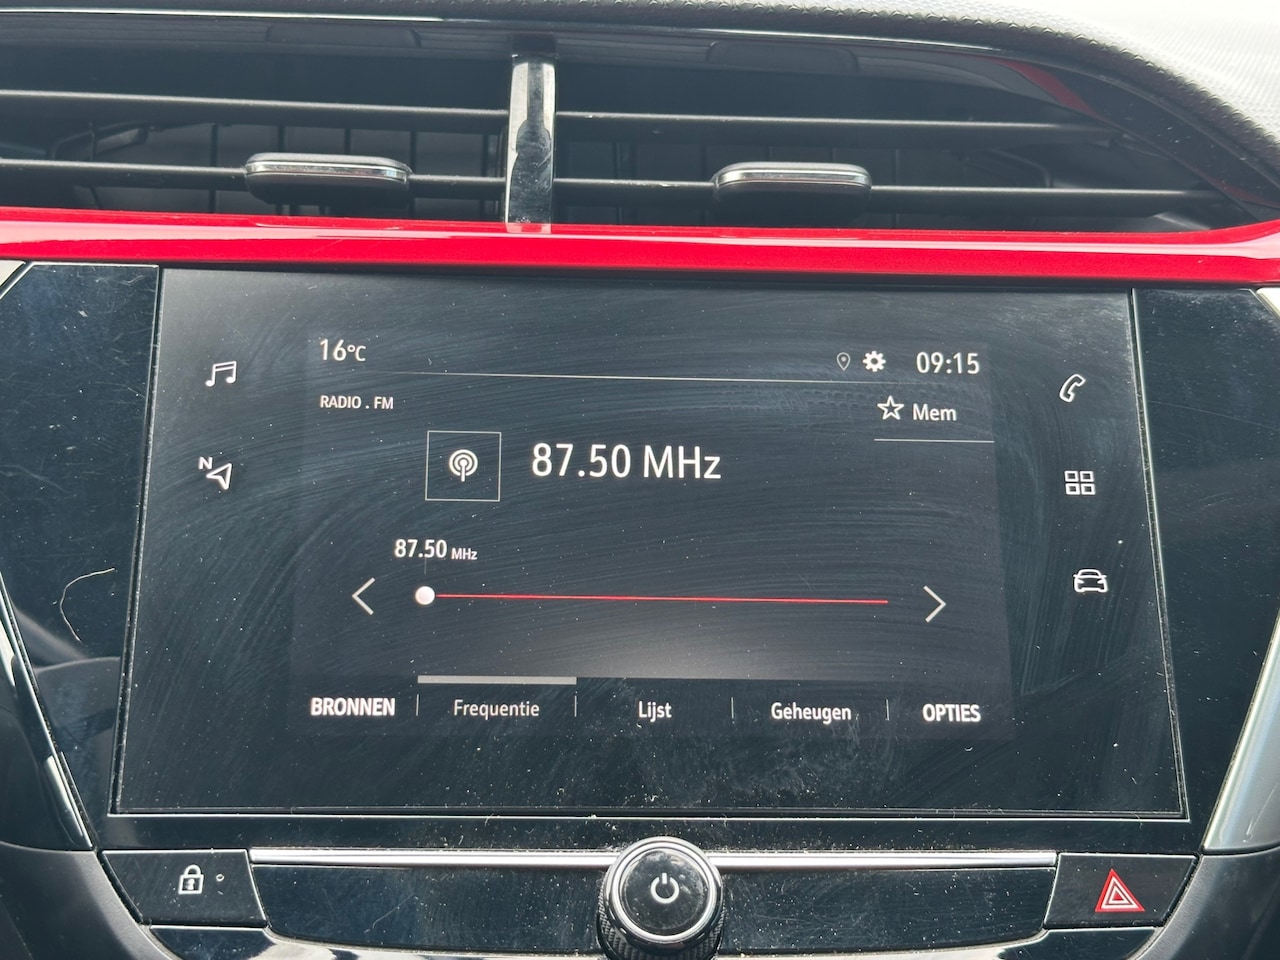 16°C
09:15
RADIO . FM
Mem
N
87.50 MHz
87.50 MHz
BRONNEN
Frequentie
Lijst
Geheugen
OPTIES